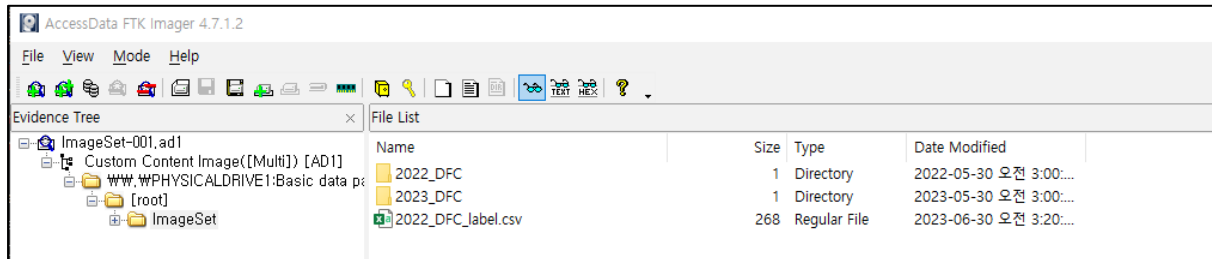 AccessData FTK Imager 4.7.1.2
File View Mode Help
TEXT HEX
Evidence Tree × File List
ImageSet-001.ad1
Custom Content Image([Multi]) [AD1]
₩₩.₩PHYSICALDRIVE1:Basic data pa
[root]
ImageSet
Name Size Type Date Modified
2022_DFC 1 Directory 2022-05-30 오전 3:00:...
2023_DFC 1 Directory 2023-05-30 오전 3:00:...
2022_DFC_label.csv 268 Regular File 2023-06-30 오전 3:20:...